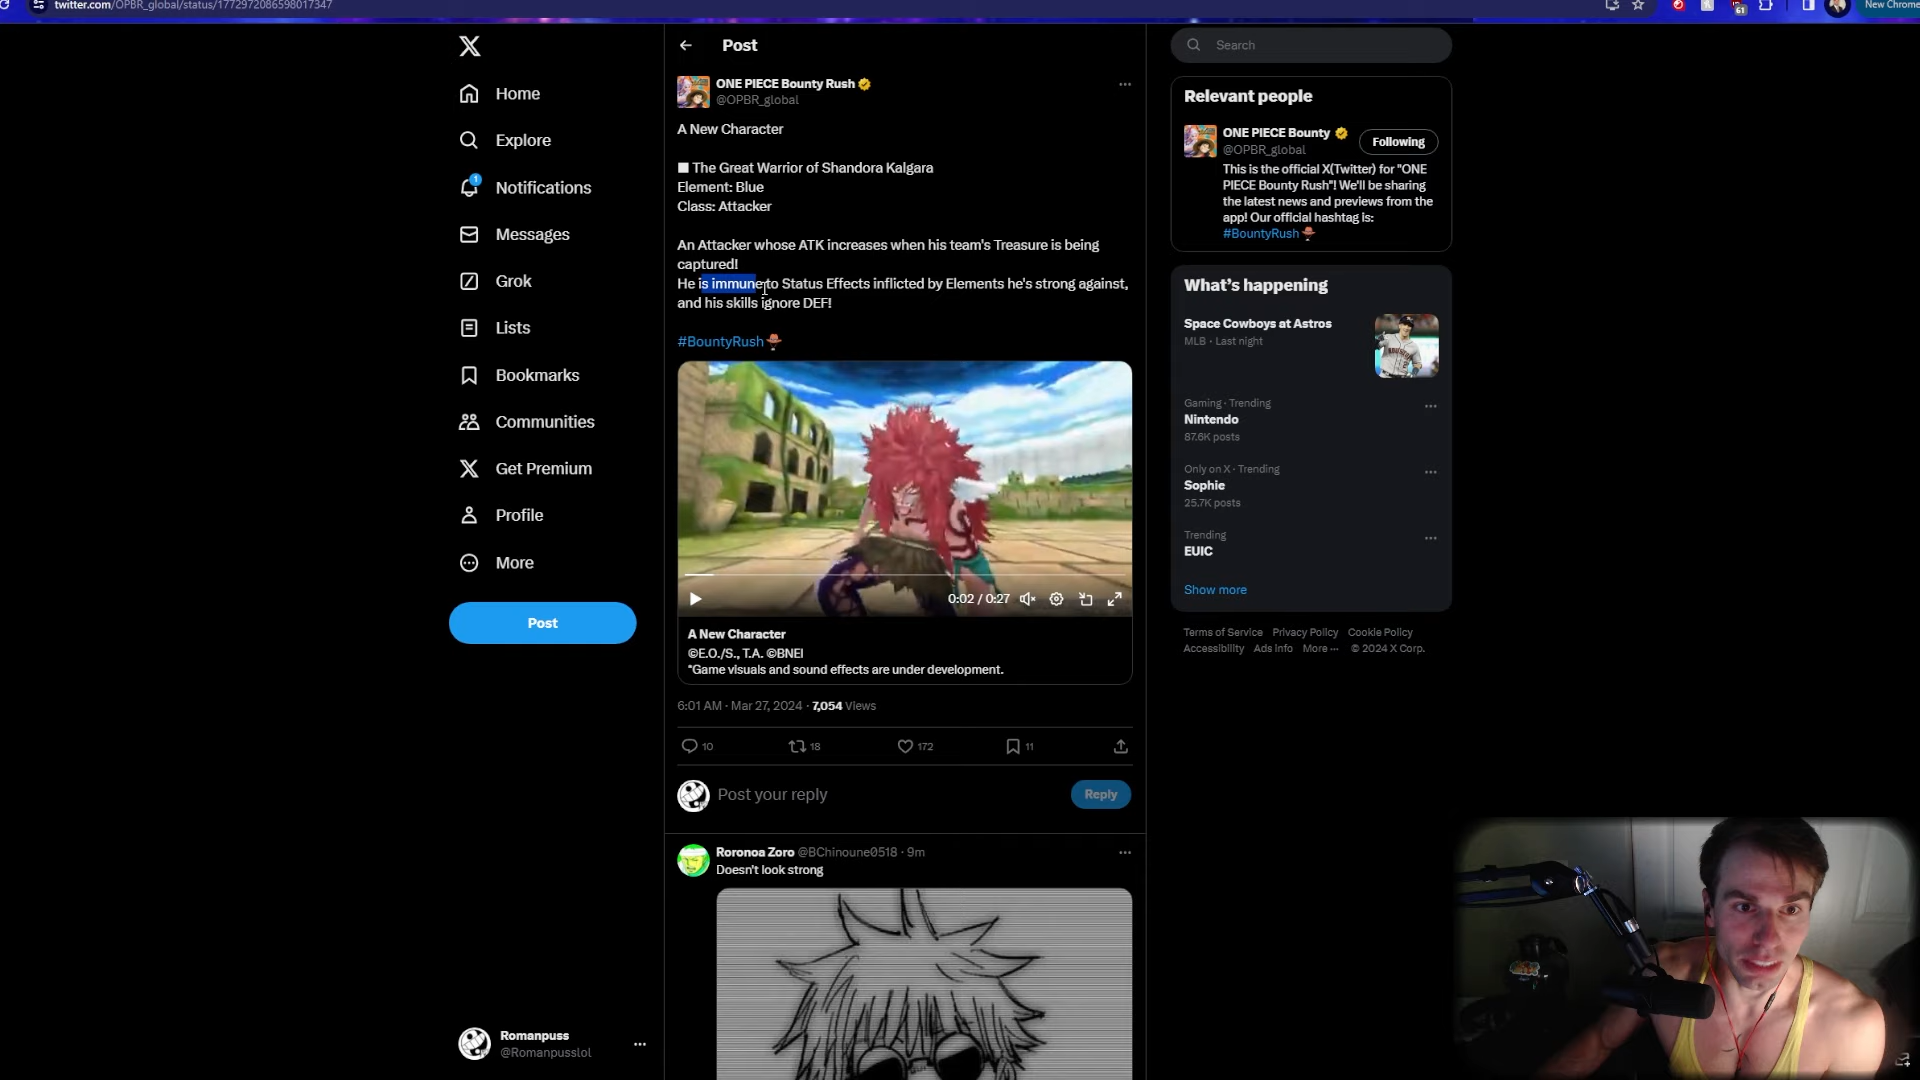 twitter.com/OPBR_global/status/1772972086598017347
61
New Chrome
Home
Explore
1
Notifications
Messages
Grok
Lists
Bookmarks
Communities
Get Premium
Profile
More
Post
Romanpuss
@Romanpusslol
Post
ONE PIECE Bounty Rush
@OPBR_global
A New Character
■ The Great Warrior of Shandora Kalgara
Element: Blue
Class: Attacker
An Attacker whose ATK increases when his team's Treasure is being
captured!
He is immune to Status Effects inflicted by Elements he's strong against,
and his skills ignore DEF!
#BountyRush
0:02 / 0:27
A New Character
©E.O./S., T.A. ©BNEI
*Game visuals and sound effects are under development.
6:01 AM · Mar 27, 2024 · 7,054 Views
10
18
172
11
Post your reply
Reply
Roronoa Zoro @BChinoune0518 · 9m
Doesn't look strong
Search
Relevant people
ONE PIECE Bounty
@OPBR_global
Following
This is the official X(Twitter) for "ONE
PIECE Bounty Rush"! We'll be sharing
the latest news and previews from the
app! Our official hashtag is:
#BountyRush
What's happening
Space Cowboys at Astros
MLB · Last night
Gaming · Trending
Nintendo
87.6K posts
Only on X · Trending
Sophie
25.7K posts
Trending
EUIC
Show more
Terms of Service Privacy Policy Cookie Policy
Accessibility Ads info More ··· © 2024 X Corp.